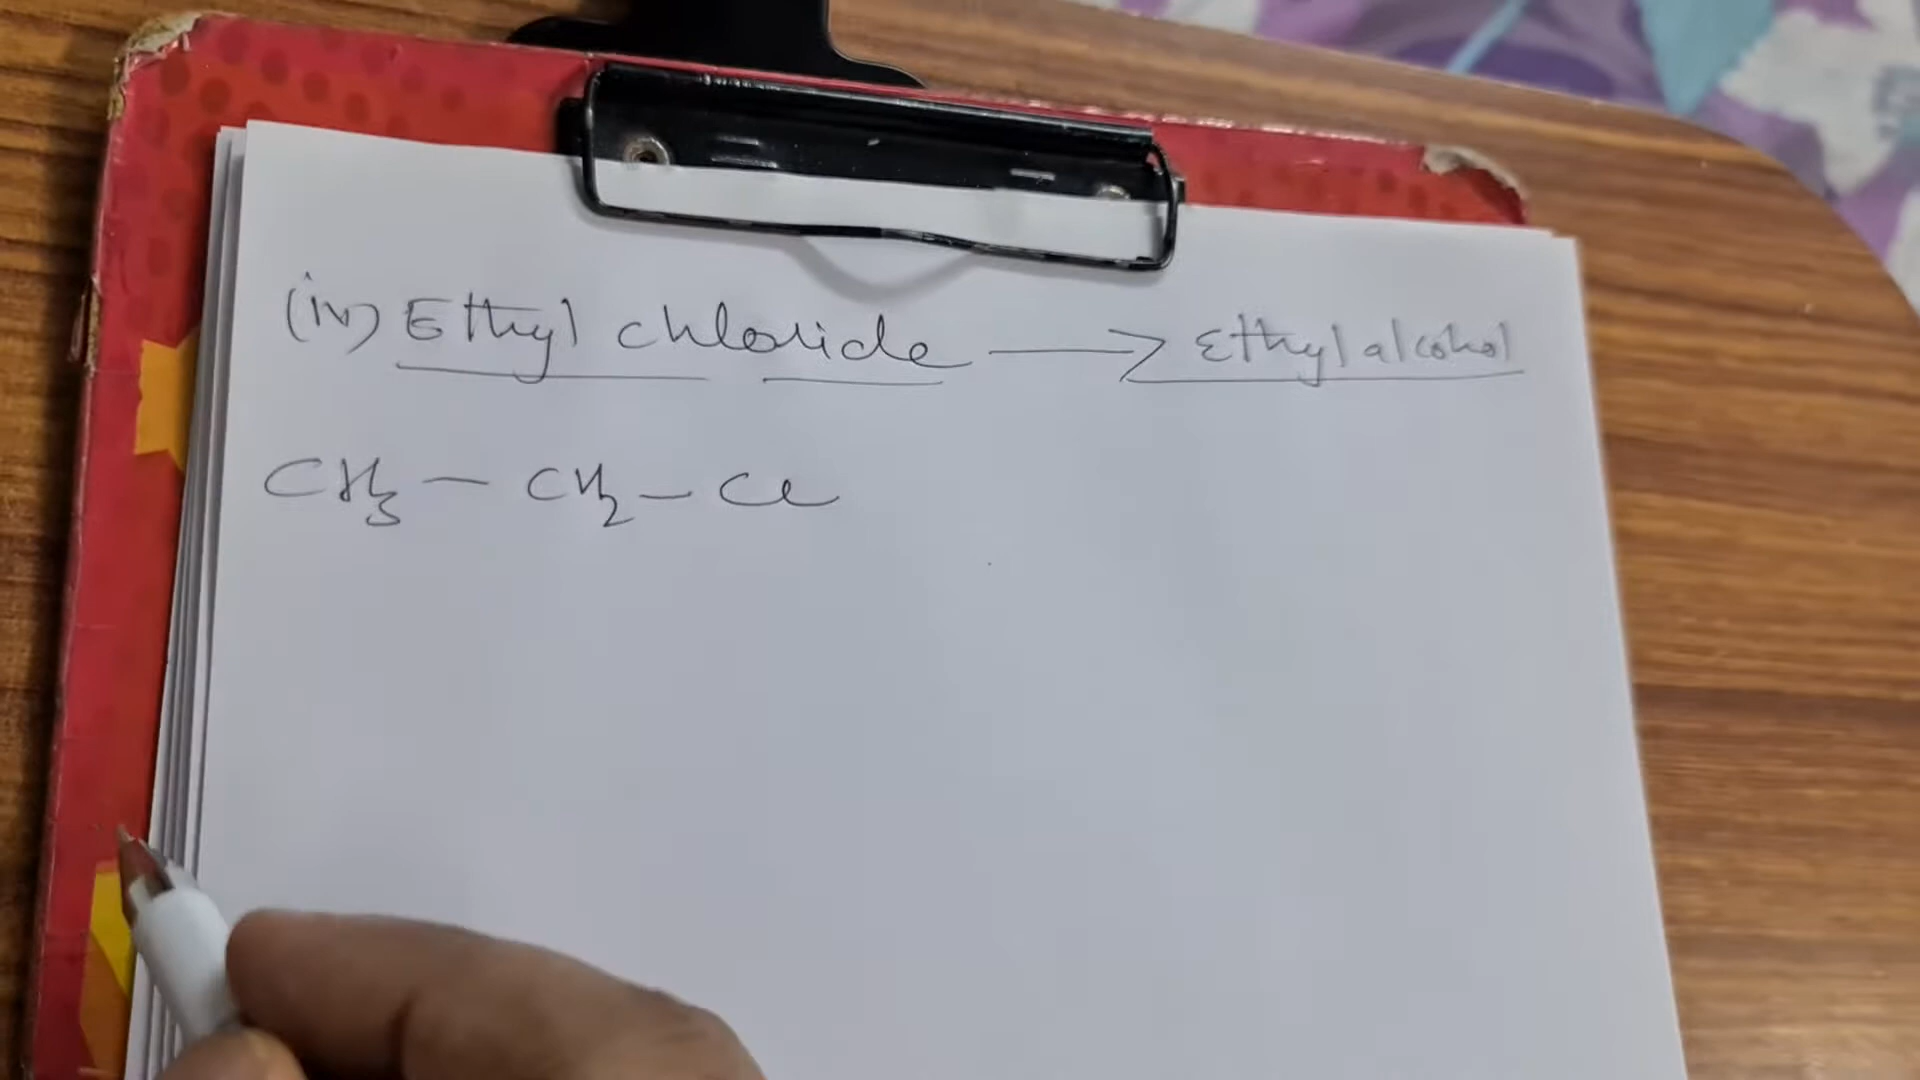 (iv) Ethyl chloride ⟶ Ethyl alcohol
CH₃ — CH₂ — Cl